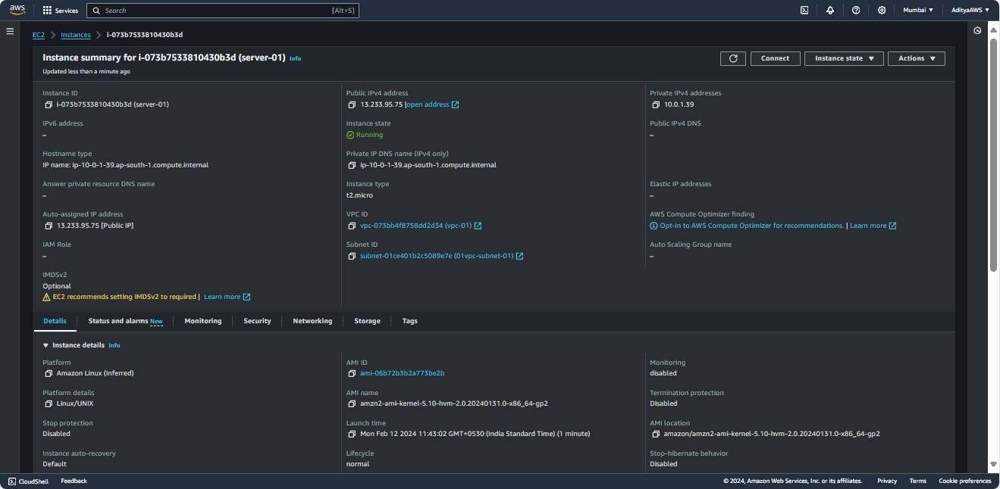 aws Services Search [Alt+S] Mumbai AdityaAWS
EC2 Instances i-073b7533810430b3d
Instance summary for i-073b7533810430b3d (server-01) Info
Updated less than a minute ago
Connect Instance state Actions
Instance ID
i-073b7533810430b3d (server-01)
Public IPv4 address
13.233.95.75 |open address
Private IPv4 addresses
10.0.1.39
IPv6 address
–
Instance state
Running
Public IPv4 DNS
–
Hostname type
IP name: ip-10-0-1-39.ap-south-1.compute.internal
Private IP DNS name (IPv4 only)
ip-10-0-1-39.ap-south-1.compute.internal
Answer private resource DNS name
–
Instance type
t2.micro
Elastic IP addresses
–
Auto-assigned IP address
13.233.95.75 [Public IP]
VPC ID
vpc-073bb4f8758dd2d34 (vpc-01)
AWS Compute Optimizer finding
Opt-in to AWS Compute Optimizer for recommendations. | Learn more
IAM Role
–
Subnet ID
subnet-01ce401b2c5089e7e (01vpc-subnet-01)
Auto Scaling Group name
–
IMDSv2
Optional
EC2 recommends setting IMDSv2 to required | Learn more
Details Status and alarms New Monitoring Security Networking Storage Tags
Instance details Info
Platform
Amazon Linux (Inferred)
AMI ID
ami-06b72b3b2a773be2b
Monitoring
disabled
Platform details
Linux/UNIX
AMI name
amzn2-ami-kernel-5.10-hvm-2.0.20240131.0-x86_64-gp2
Termination protection
Disabled
Stop protection
Disabled
Launch time
Mon Feb 12 2024 11:43:02 GMT+0530 (India Standard Time) (1 minute)
AMI location
amazon/amzn2-ami-kernel-5.10-hvm-2.0.20240131.0-x86_64-gp2
Instance auto-recovery
Default
Lifecycle
normal
Stop-hibernate behavior
Disabled
CloudShell Feedback © 2024, Amazon Web Services, Inc. or its affiliates. Privacy Terms Cookie preferences